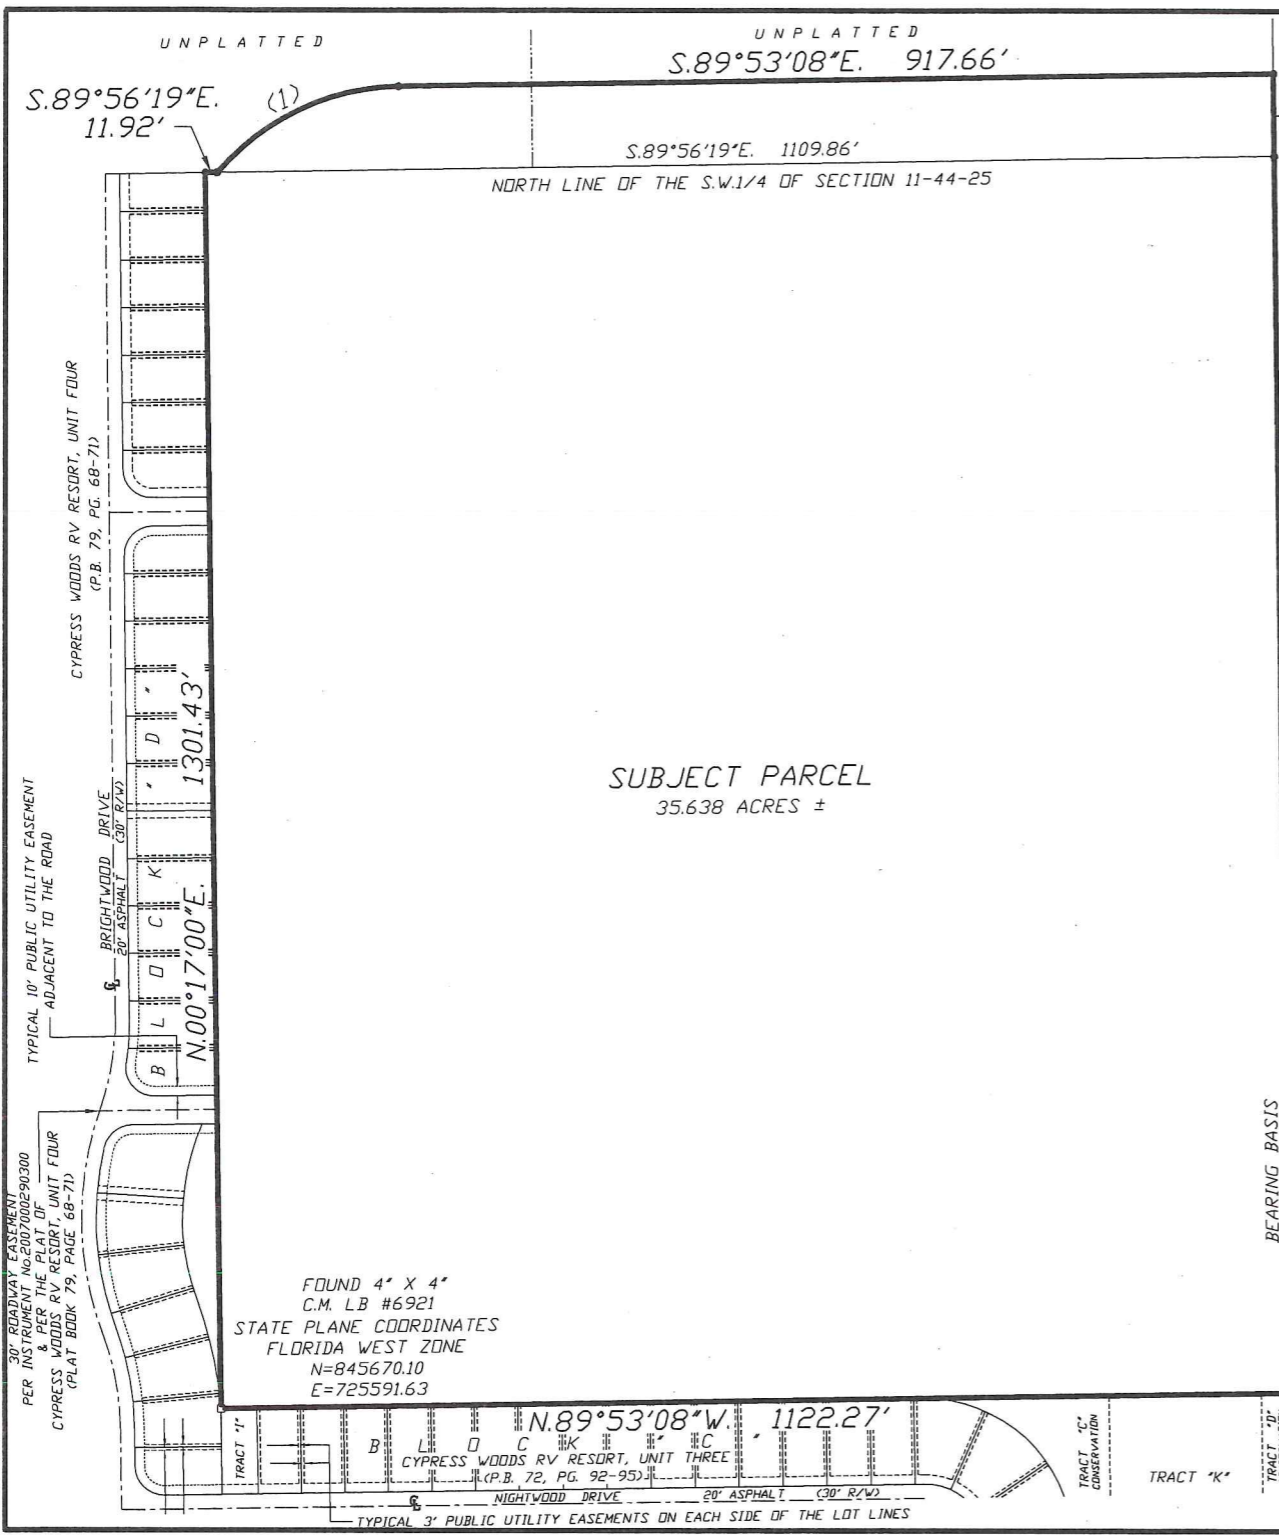 UNPLATTED
UNPLATTED
S.89°53'08"E. 917.66'
S.89°56'19"E.
11.92'
(1)
S.89°56'19"E. 1109.86'
NORTH LINE OF THE S.W.1/4 OF SECTION 11-44-25
CYPRESS WOODS RV RESORT, UNIT FOUR
(P.B. 79, PG. 68-71)
BLOCK "D"
N.00°17'00"E. 1301.43'
SUBJECT PARCEL
35.638 ACRES ±
BRIGHTWOOD DRIVE
20' ASPHALT (30' R/W)
TYPICAL 10' PUBLIC UTILITY EASEMENT
ADJACENT TO THE ROAD
30' ROADWAY EASEMENT
PER INSTRUMENT No.2007000290300
& PER THE PLAT OF
CYPRESS WOODS RV RESORT, UNIT FOUR
(PLAT BOOK 79, PAGE 68-71)
BEARING BASIS
FOUND 4" X 4"
C.M. LB #6921
STATE PLANE COORDINATES
FLORIDA WEST ZONE
N=845670.10
E=725591.63
N.89°53'08"W. 1122.27'
TRACT "I"
BLOCK "C"
CYPRESS WOODS RV RESORT, UNIT THREE
(P.B. 72, PG. 92-95)
TRACT "C"
CONSERVATION
TRACT "K"
TRACT "D"
NIGHTWOOD DRIVE 20' ASPHALT (30' R/W)
TYPICAL 3' PUBLIC UTILITY EASEMENTS ON EACH SIDE OF THE LOT LINES